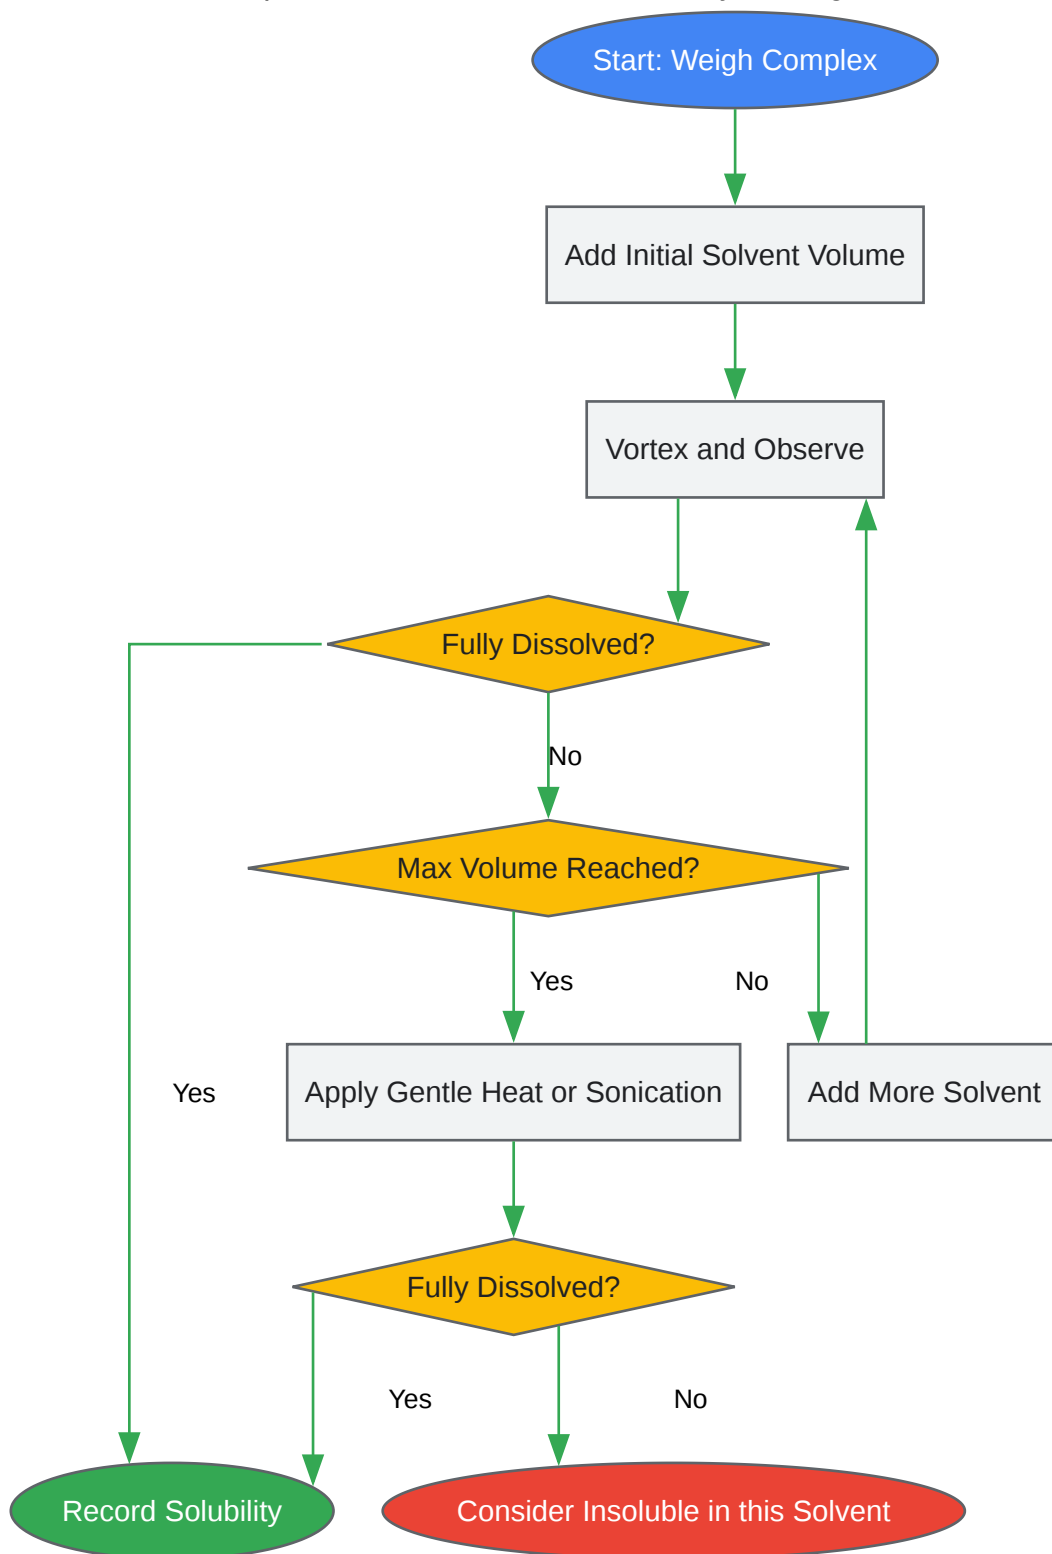 Start: Weigh Complex
Add Initial Solvent Volume
Vortex and Observe
Fully Dissolved?
No
Max Volume Reached?
Yes
No
Apply Gentle Heat or Sonication
Add More Solvent
Yes
Fully Dissolved?
Yes
No
Record Solubility
Consider Insoluble in this Solvent